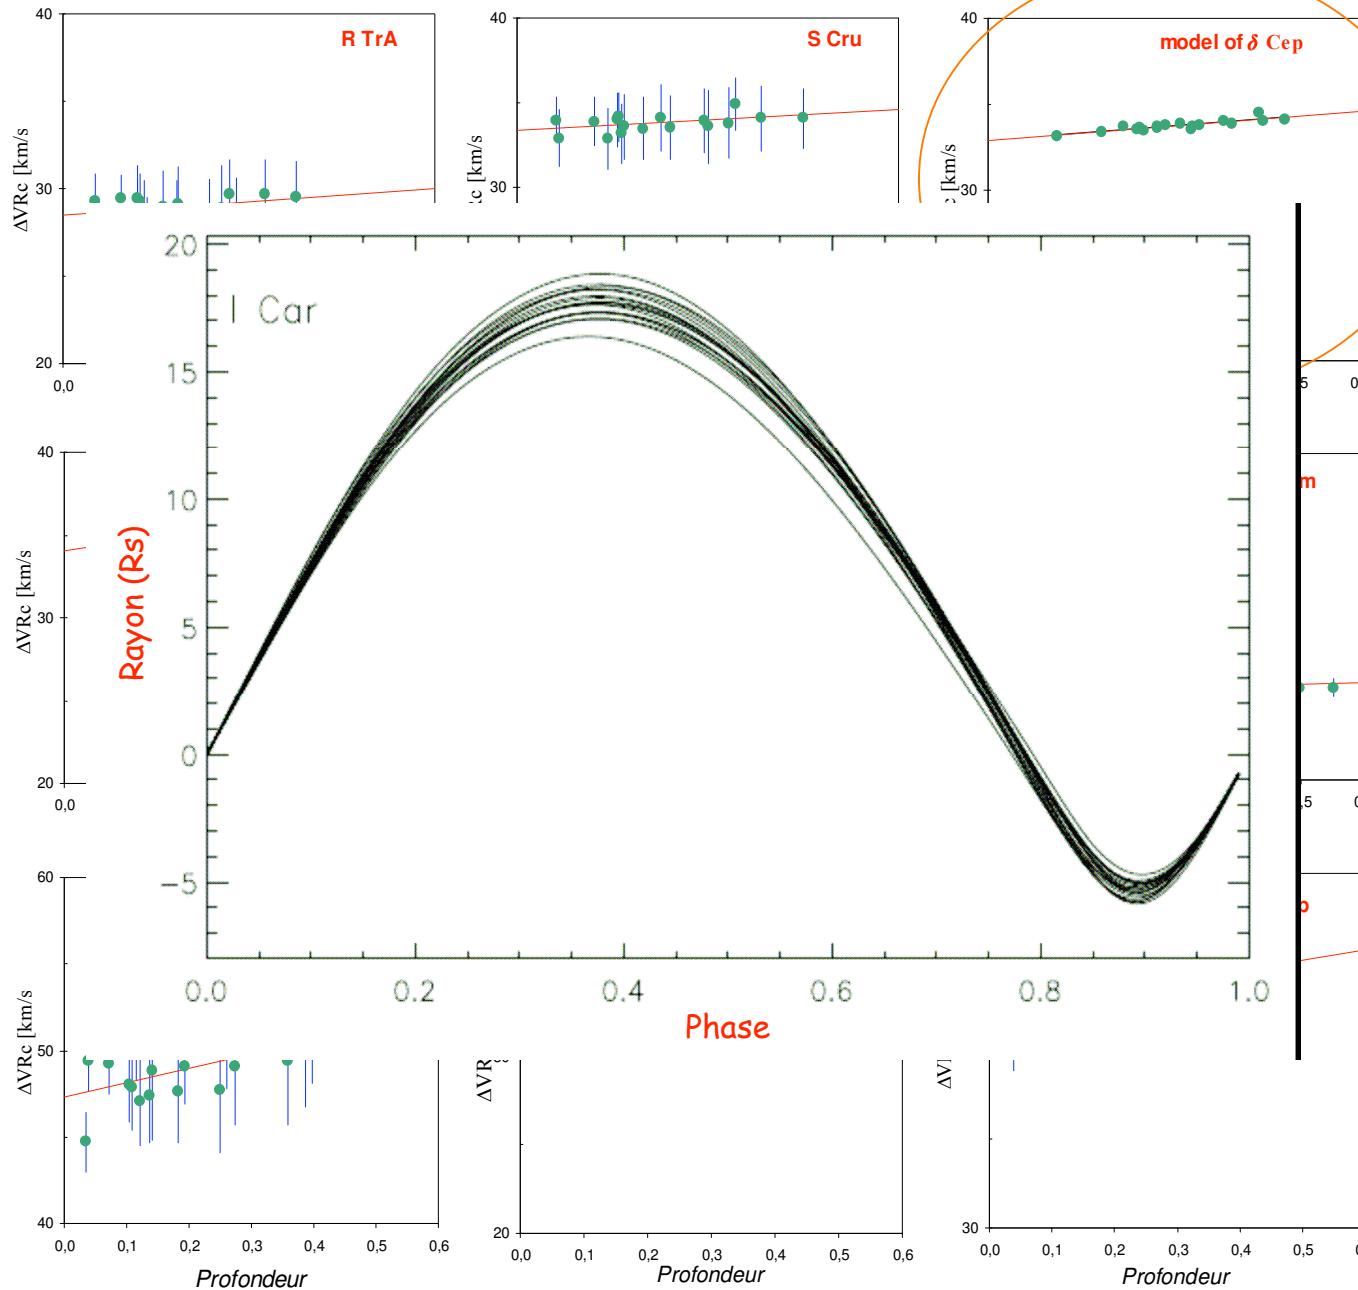 40
R TrA
ΔVRc [km/s]
30
20
0,0
40
S Cru
[km/s]
30
40
model of δ Cep
[km/s]
30
5
40
ΔVRc [km/s]
30
20
0,0
m
,5
l Car
Rayon (Rs)
20
15
10
5
0
−5
0.0 0.2 0.4 0.6 0.8 1.0
Phase
60
ΔVRc [km/s]
50
40
0,0 0,1 0,2 0,3 0,4 0,5 0,6
Profondeur
ΔVR
20
0,0 0,1 0,2 0,3 0,4 0,5 0,6
Profondeur
30
0,0 0,1 0,2 0,3 0,4 0,5
Profondeur